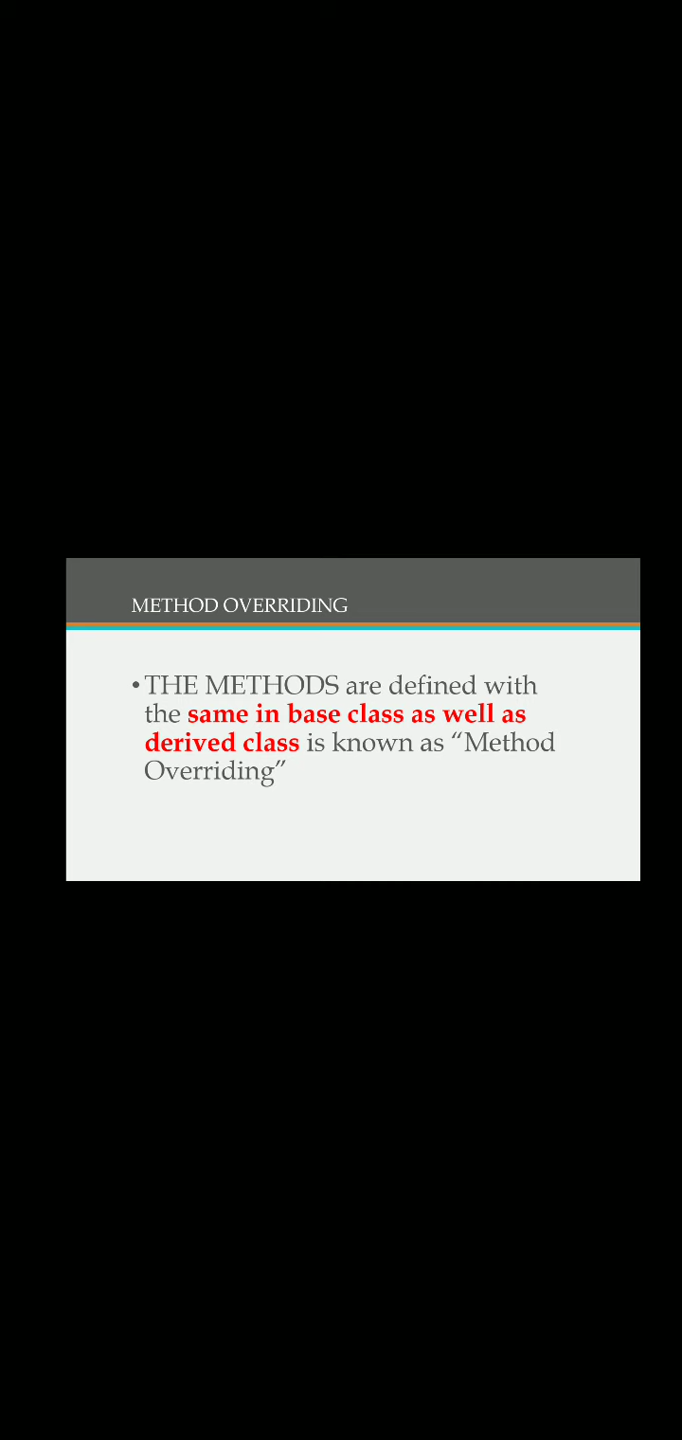 METHOD OVERRIDING
• THE METHODS are defined with
the same in base class as well as
derived class is known as “Method
Overriding”